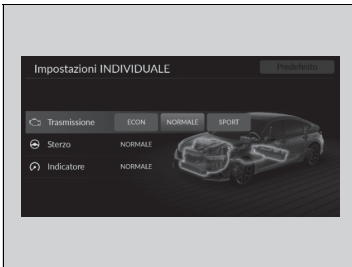 Impostazioni INDIVIDUALE
Predefinito
Trasmissione ECON NORMALE SPORT
Sterzo NORMALE
Indicatore NORMALE